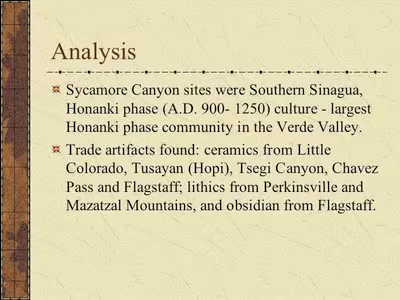 Analysis
Sycamore Canyon sites were Southern Sinagua,
Honanki phase (A.D. 900- 1250) culture - largest
Honanki phase community in the Verde Valley.
Trade artifacts found: ceramics from Little
Colorado, Tusayan (Hopi), Tsegi Canyon, Chavez
Pass and Flagstaff; lithics from Perkinsville and
Mazatzal Mountains, and obsidian from Flagstaff.